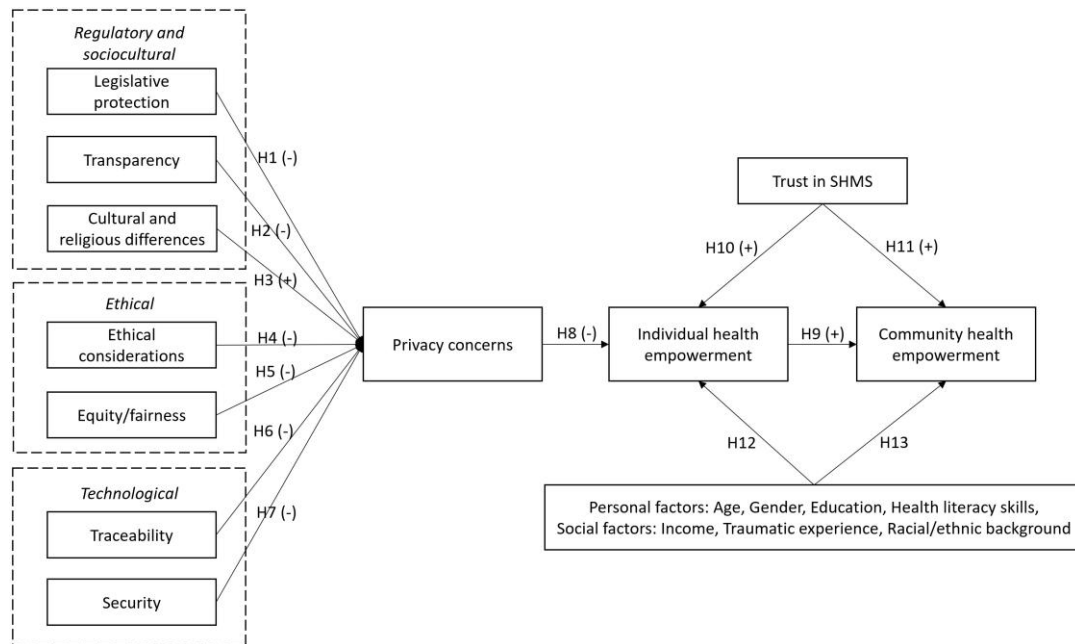 Regulatory and
sociocultural
Legislative
protection
Transparency
Cultural and
religious differences
Ethical
Ethical
considerations
Equity/fairness
Technological
Traceability
Security
H1 (-)
H2 (-)
H3 (+)
H4 (-)
H5 (-)
H6 (-)
H7 (-)
Privacy concerns
H8 (-)
Trust in SHMS
H10 (+)
H11 (+)
Individual health
empowerment
H9 (+)
Community health
empowerment
H12
H13
Personal factors: Age, Gender, Education, Health literacy skills,
Social factors: Income, Traumatic experience, Racial/ethnic background